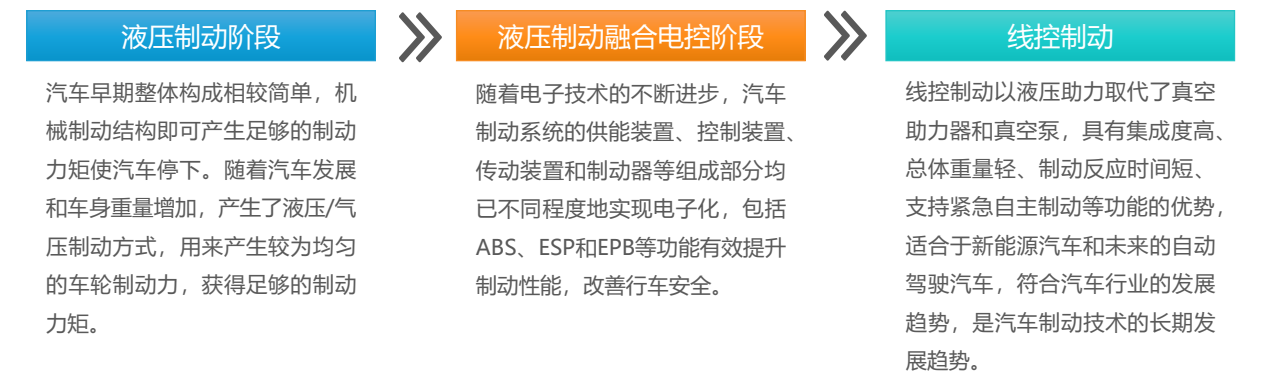 液压制动阶段
汽车早期整体构成相较简单，机
械制动结构即可产生足够的制动
力矩使汽车停下。随着汽车发展
和车身重量增加，产生了液压/气
压制动方式，用来产生较为均匀
的车轮制动力，获得足够的制动
力矩。
液压制动融合电控阶段
随着电子技术的不断进步，汽车
制动系统的供能装置、控制装置、
传动装置和制动器等组成部分均
已不同程度地实现电子化，包括
ABS、ESP和EPB等功能有效提升
制动性能，改善行车安全。
线控制动
线控制动以液压助力取代了真空
助力器和真空泵，具有集成度高、
总体重量轻、制动反应时间短、
支持紧急自主制动等功能的优势，
适合于新能源汽车和未来的自动
驾驶汽车，符合汽车行业的发展
趋势，是汽车制动技术的长期发
展趋势。